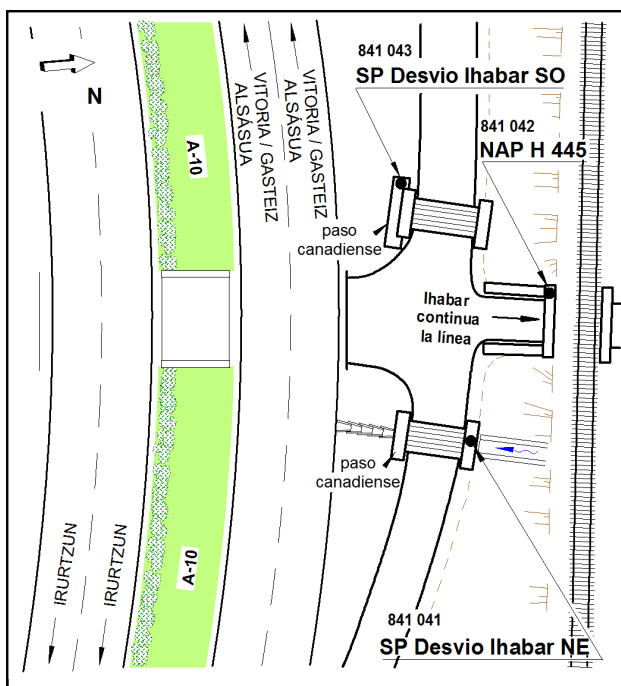 841 043
SP Desvio Ihabar SO
841 042
NAP H 445
N
A-10
VITORIA / GASTEIZ
ALSÁSUA
VITORIA / GASTEIZ
ALSÁSUA
paso
canadiense
Ihabar
continua
la línea
paso
canadiense
IRURTZUN
IRURTZUN
A-10
841 041
SP Desvio Ihabar NE